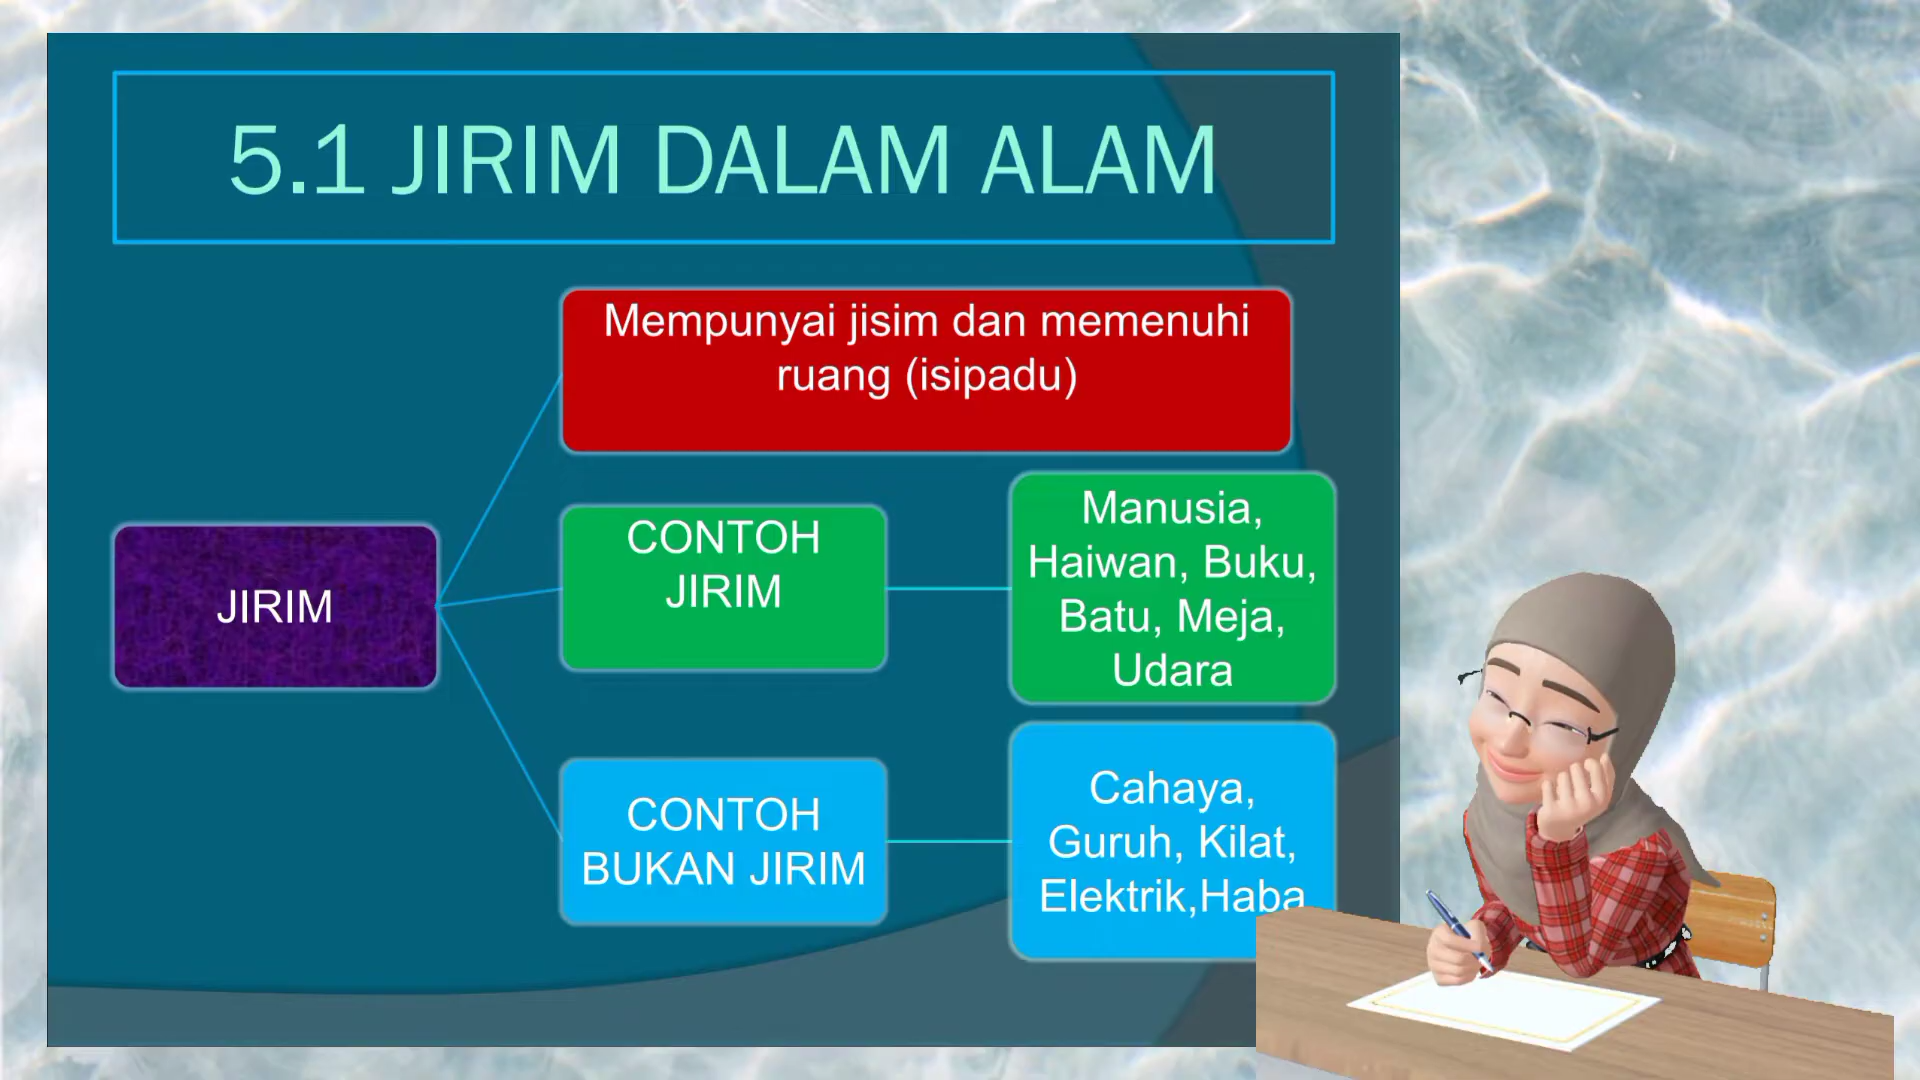 5.1 JIRIM DALAM ALAM
Mempunyai jisim dan memenuhi
ruang (isipadu)
JIRIM
CONTOH
JIRIM
Manusia,
Haiwan, Buku,
Batu, Meja,
Udara
CONTOH
BUKAN JIRIM
Cahaya,
Guruh, Kilat,
Elektrik,Haba